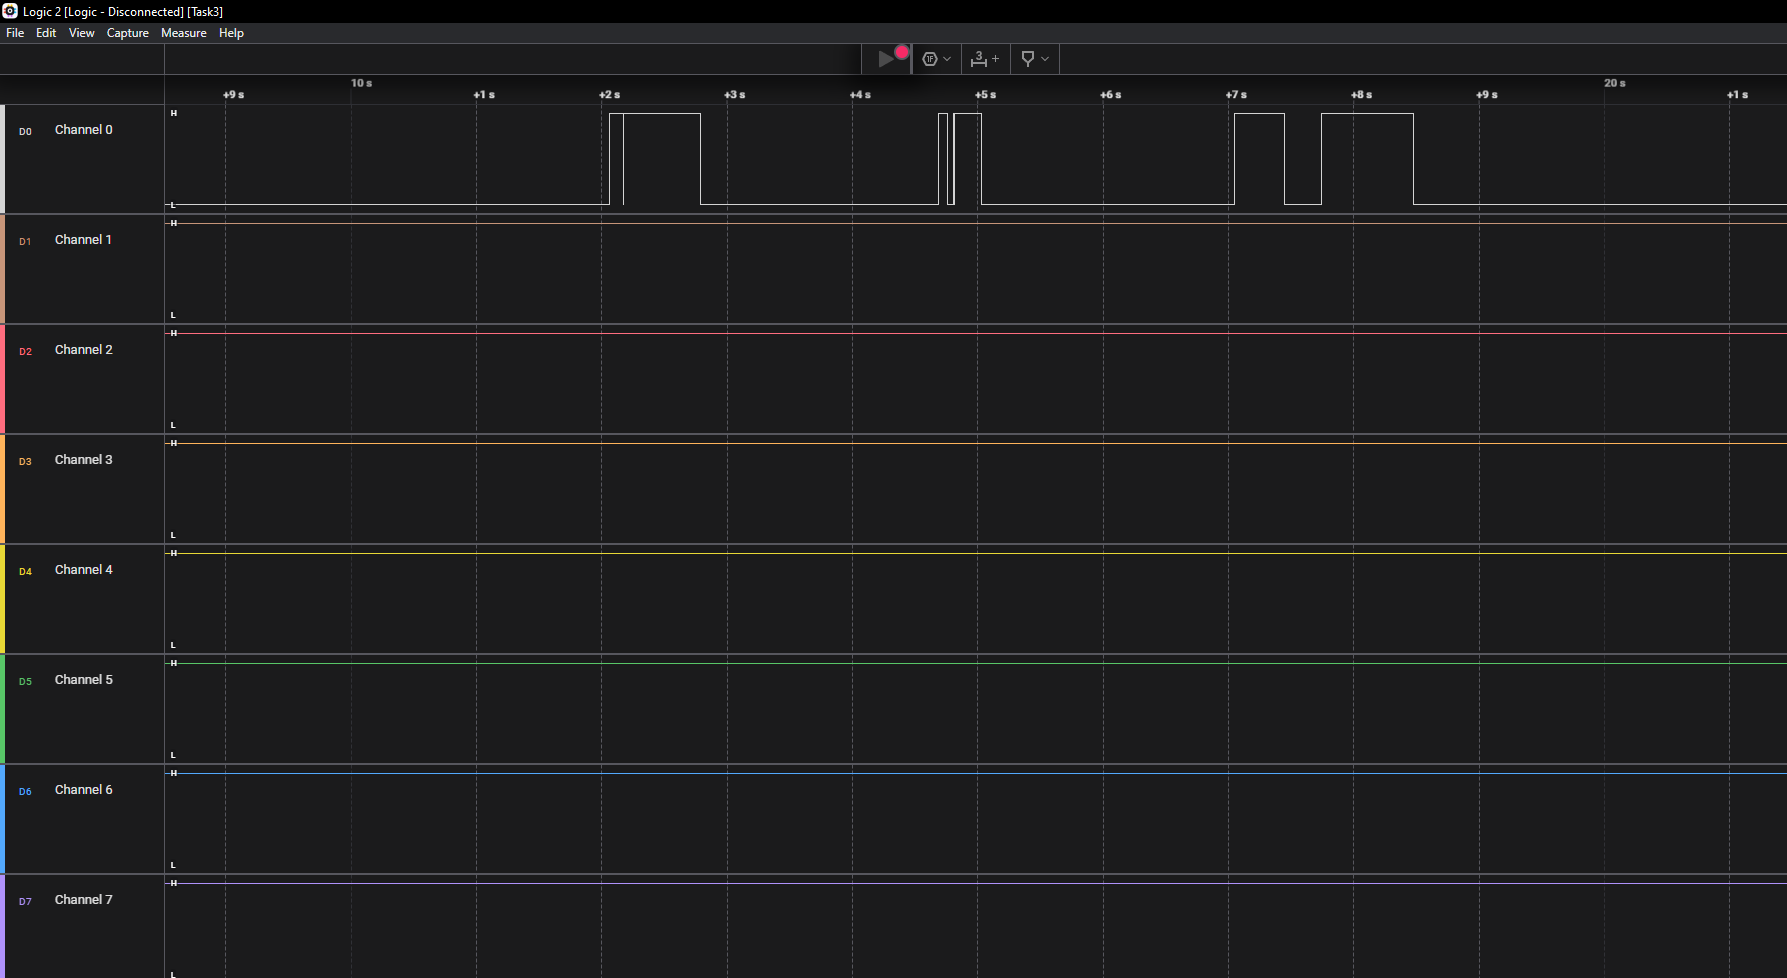 Logic 2 [Logic - Disconnected] [Task3]
File Edit View Capture Measure Help
1F 3 +
10 s 20 s
+9 s +1 s +2 s +3 s +4 s +5 s +6 s +7 s +8 s +9 s +1 s
H
D0 Channel 0
L
H
D1 Channel 1
L
H
D2 Channel 2
L
H
D3 Channel 3
L
H
D4 Channel 4
L
H
D5 Channel 5
L
H
D6 Channel 6
L
H
D7 Channel 7
L